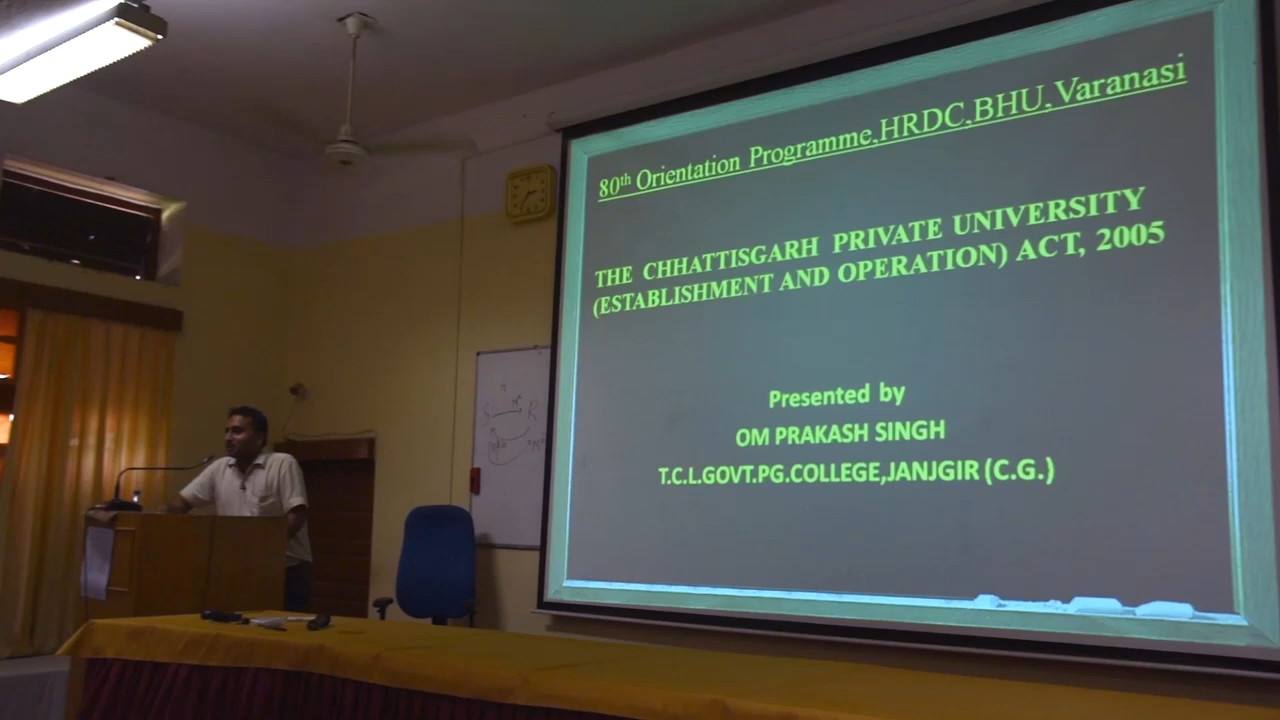 80th Orientation Programme,HRDC,BHU,Varanasi
THE CHHATTISGARH PRIVATE UNIVERSITY
(ESTABLISHMENT AND OPERATION) ACT, 2005
Presented by
OM PRAKASH SINGH
T.C.L.GOVT.PG.COLLEGE,JANJGIR (C.G.)
S
R